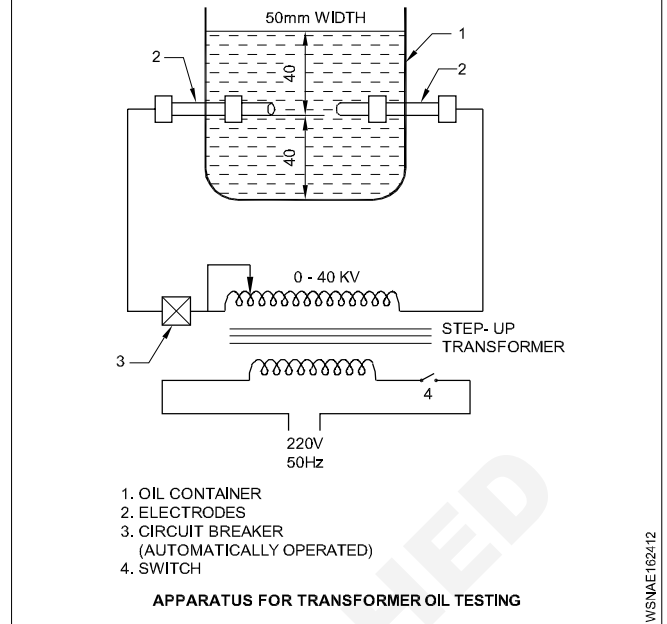 50mm WIDTH
1
2
2
40
40
0 - 40 KV
STEP- UP
TRANSFORMER
3
4
220V
50Hz
1. OIL CONTAINER
2. ELECTRODES
3. CIRCUIT BREAKER
(AUTOMATICALLY OPERATED)
4. SWITCH
APPARATUS FOR TRANSFORMER OIL TESTING
WSNAE162412